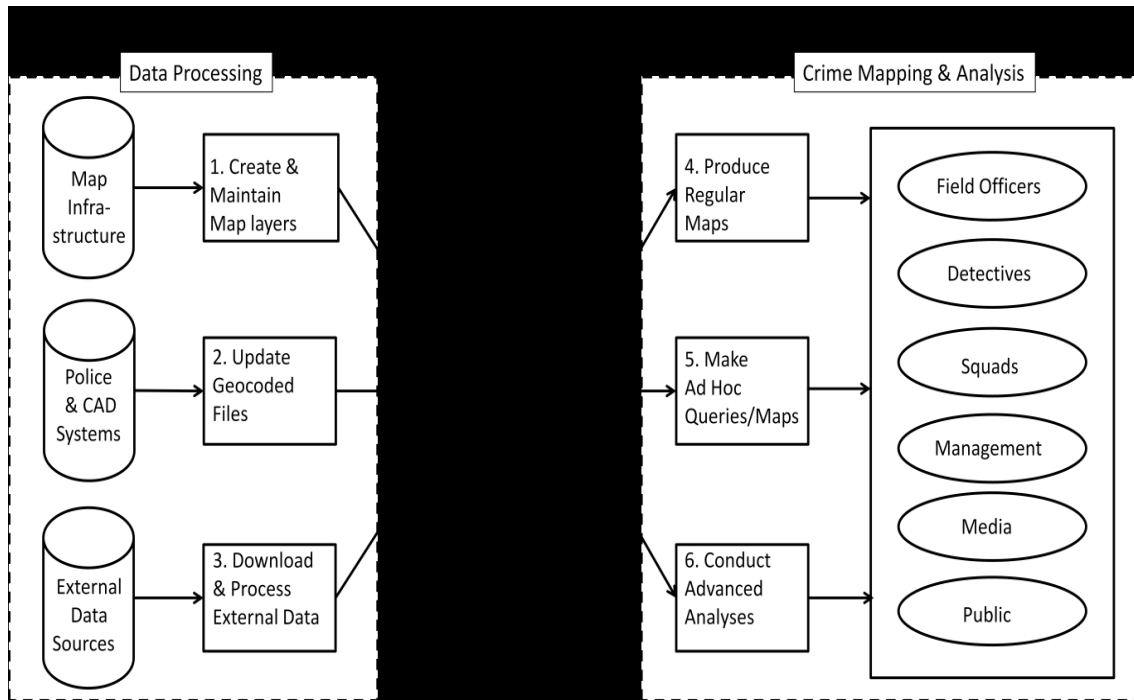 Data Processing
Map
Infra-
structure
1. Create &
Maintain
Map layers
Police
& CAD
Systems
2. Update
Geocoded
Files
External
Data
Sources
3. Download
& Process
External Data
Crime Mapping & Analysis
4. Produce
Regular
Maps
5. Make
Ad Hoc
Queries/Maps
6. Conduct
Advanced
Analyses
Field Officers
Detectives
Squads
Management
Media
Public